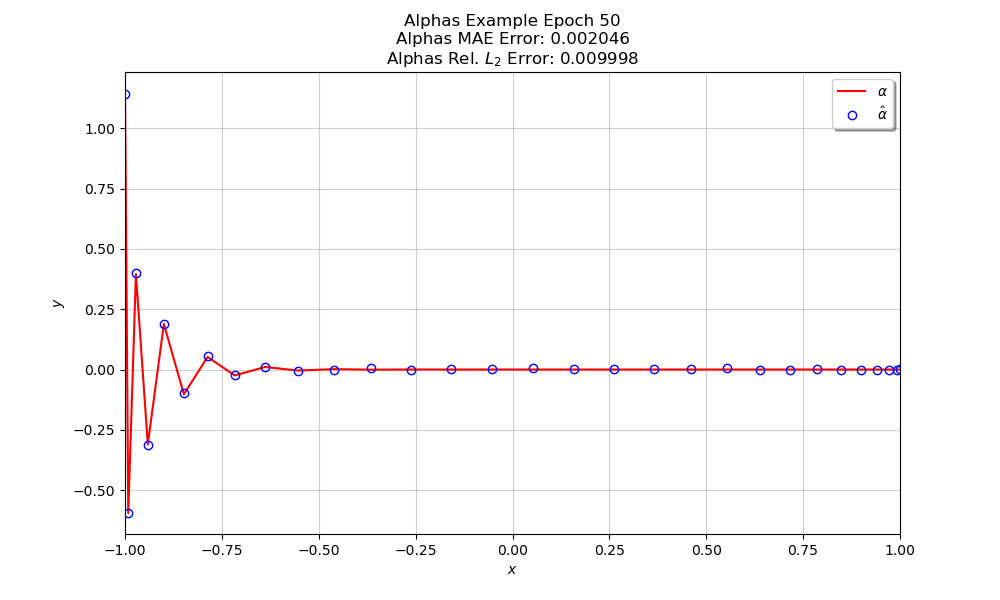 Alphas Example Epoch 50
Alphas MAE Error: 0.002046
Alphas Rel. $L_2$ Error: 0.009998
α
α̂
1.00
0.75
0.50
0.25
0.00
−0.25
−0.50
y
−1.00 −0.75 −0.50 −0.25 0.00 0.25 0.50 0.75 1.00
x